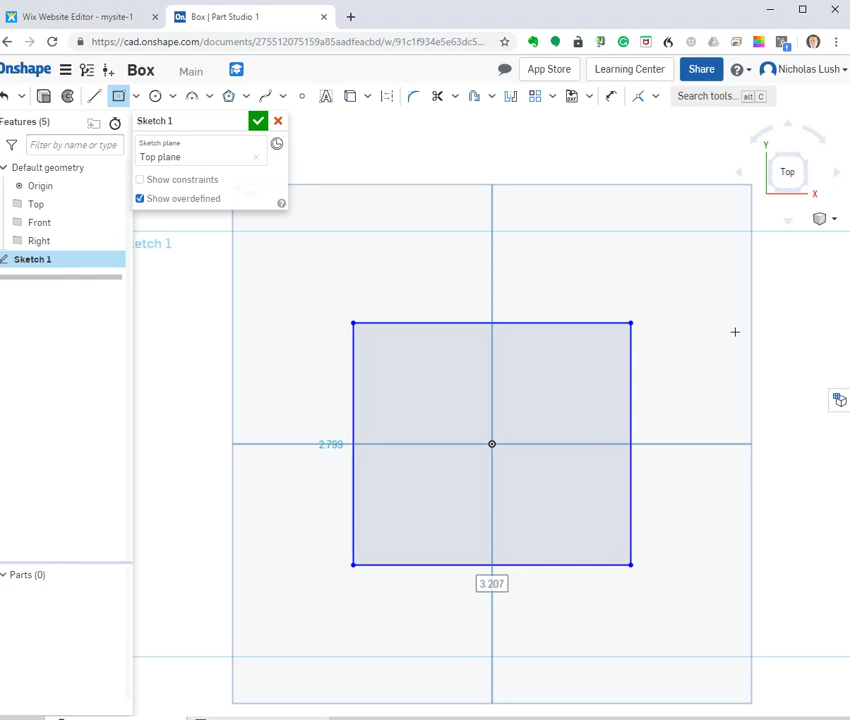 Wix Website Editor - mysite-1
On Box | Part Studio 1
https://cad.onshape.com/documents/275512075159a85aadfeacbd/w/91c1f934e5e63dc5...
Onshape
Box
Main
App Store
Learning Center
Share
Nicholas Lush
Search tools...
alt C
Features (5)
Filter by name or type
Default geometry
Origin
Top
Front
Right
Sketch 1
Parts (0)
Sketch 1
Sketch plane
Top plane
Show constraints
Show overdefined
etch 1
Y
Top
X
2.799
3.207